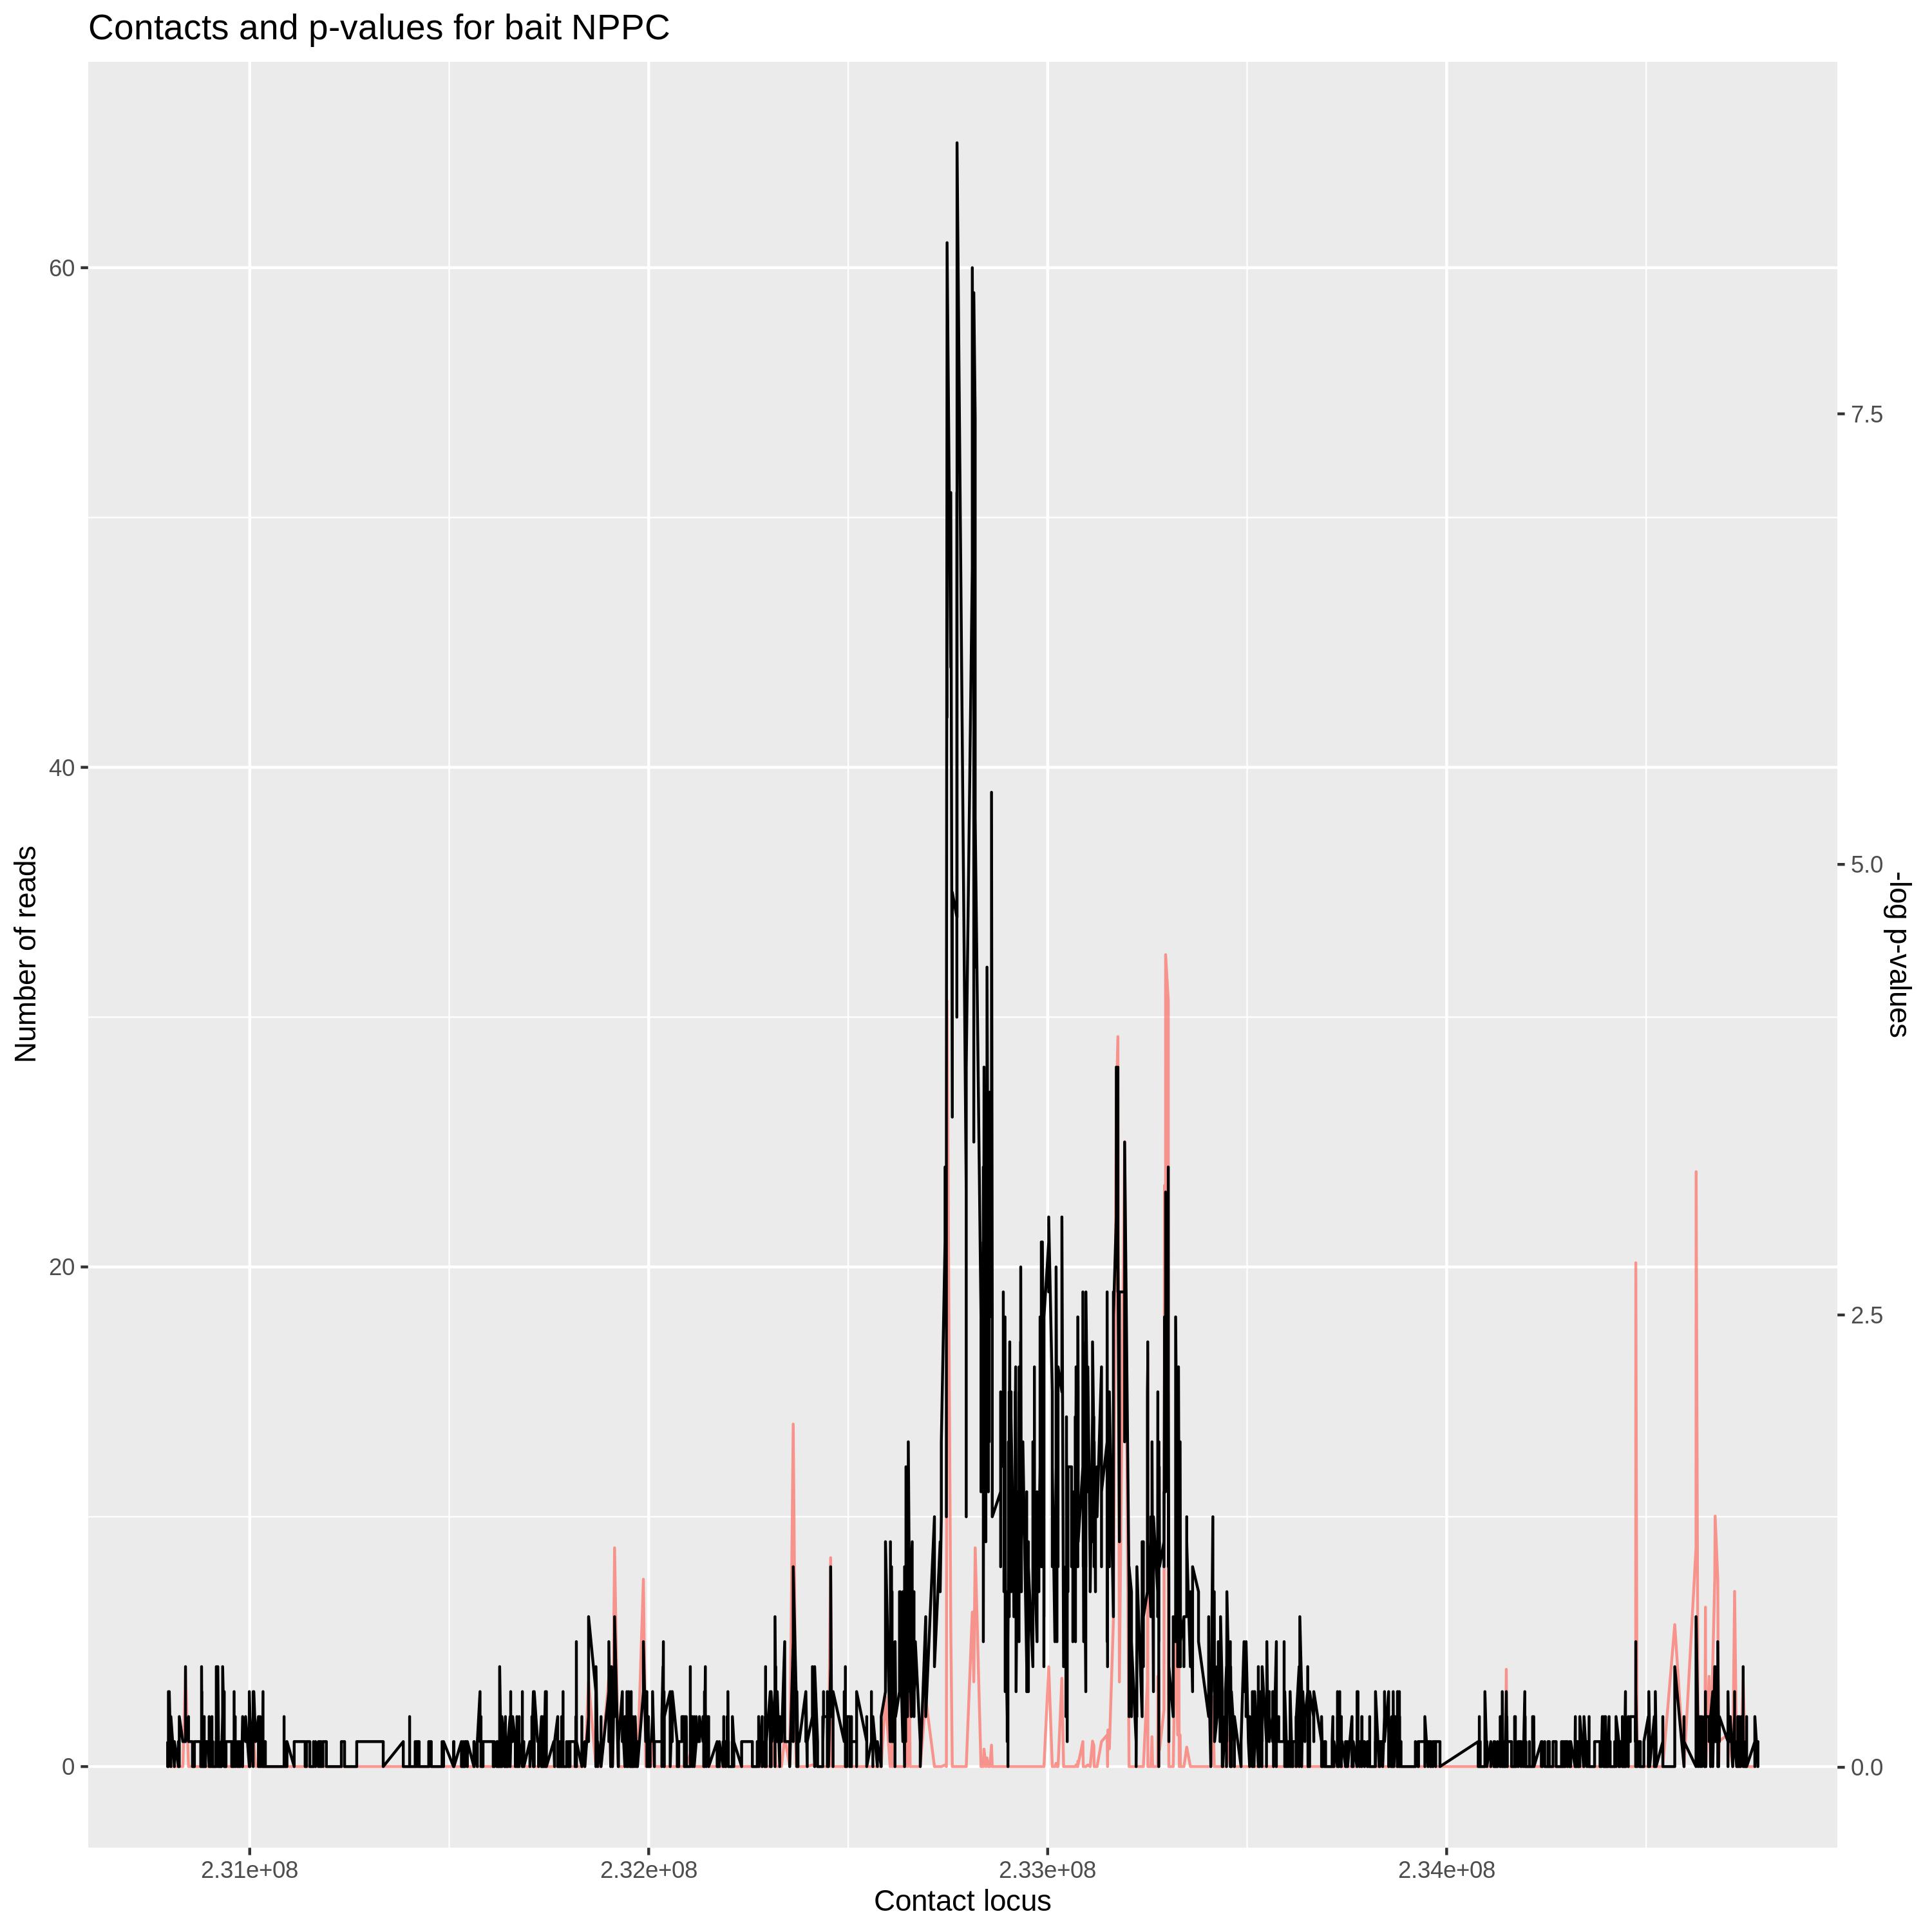 Contacts and p-values for bait NPPC
60
40
20
0
7.5
5.0
2.5
0.0
Number of reads
-log p-values
2.31e+08 2.32e+08 2.33e+08 2.34e+08
Contact locus